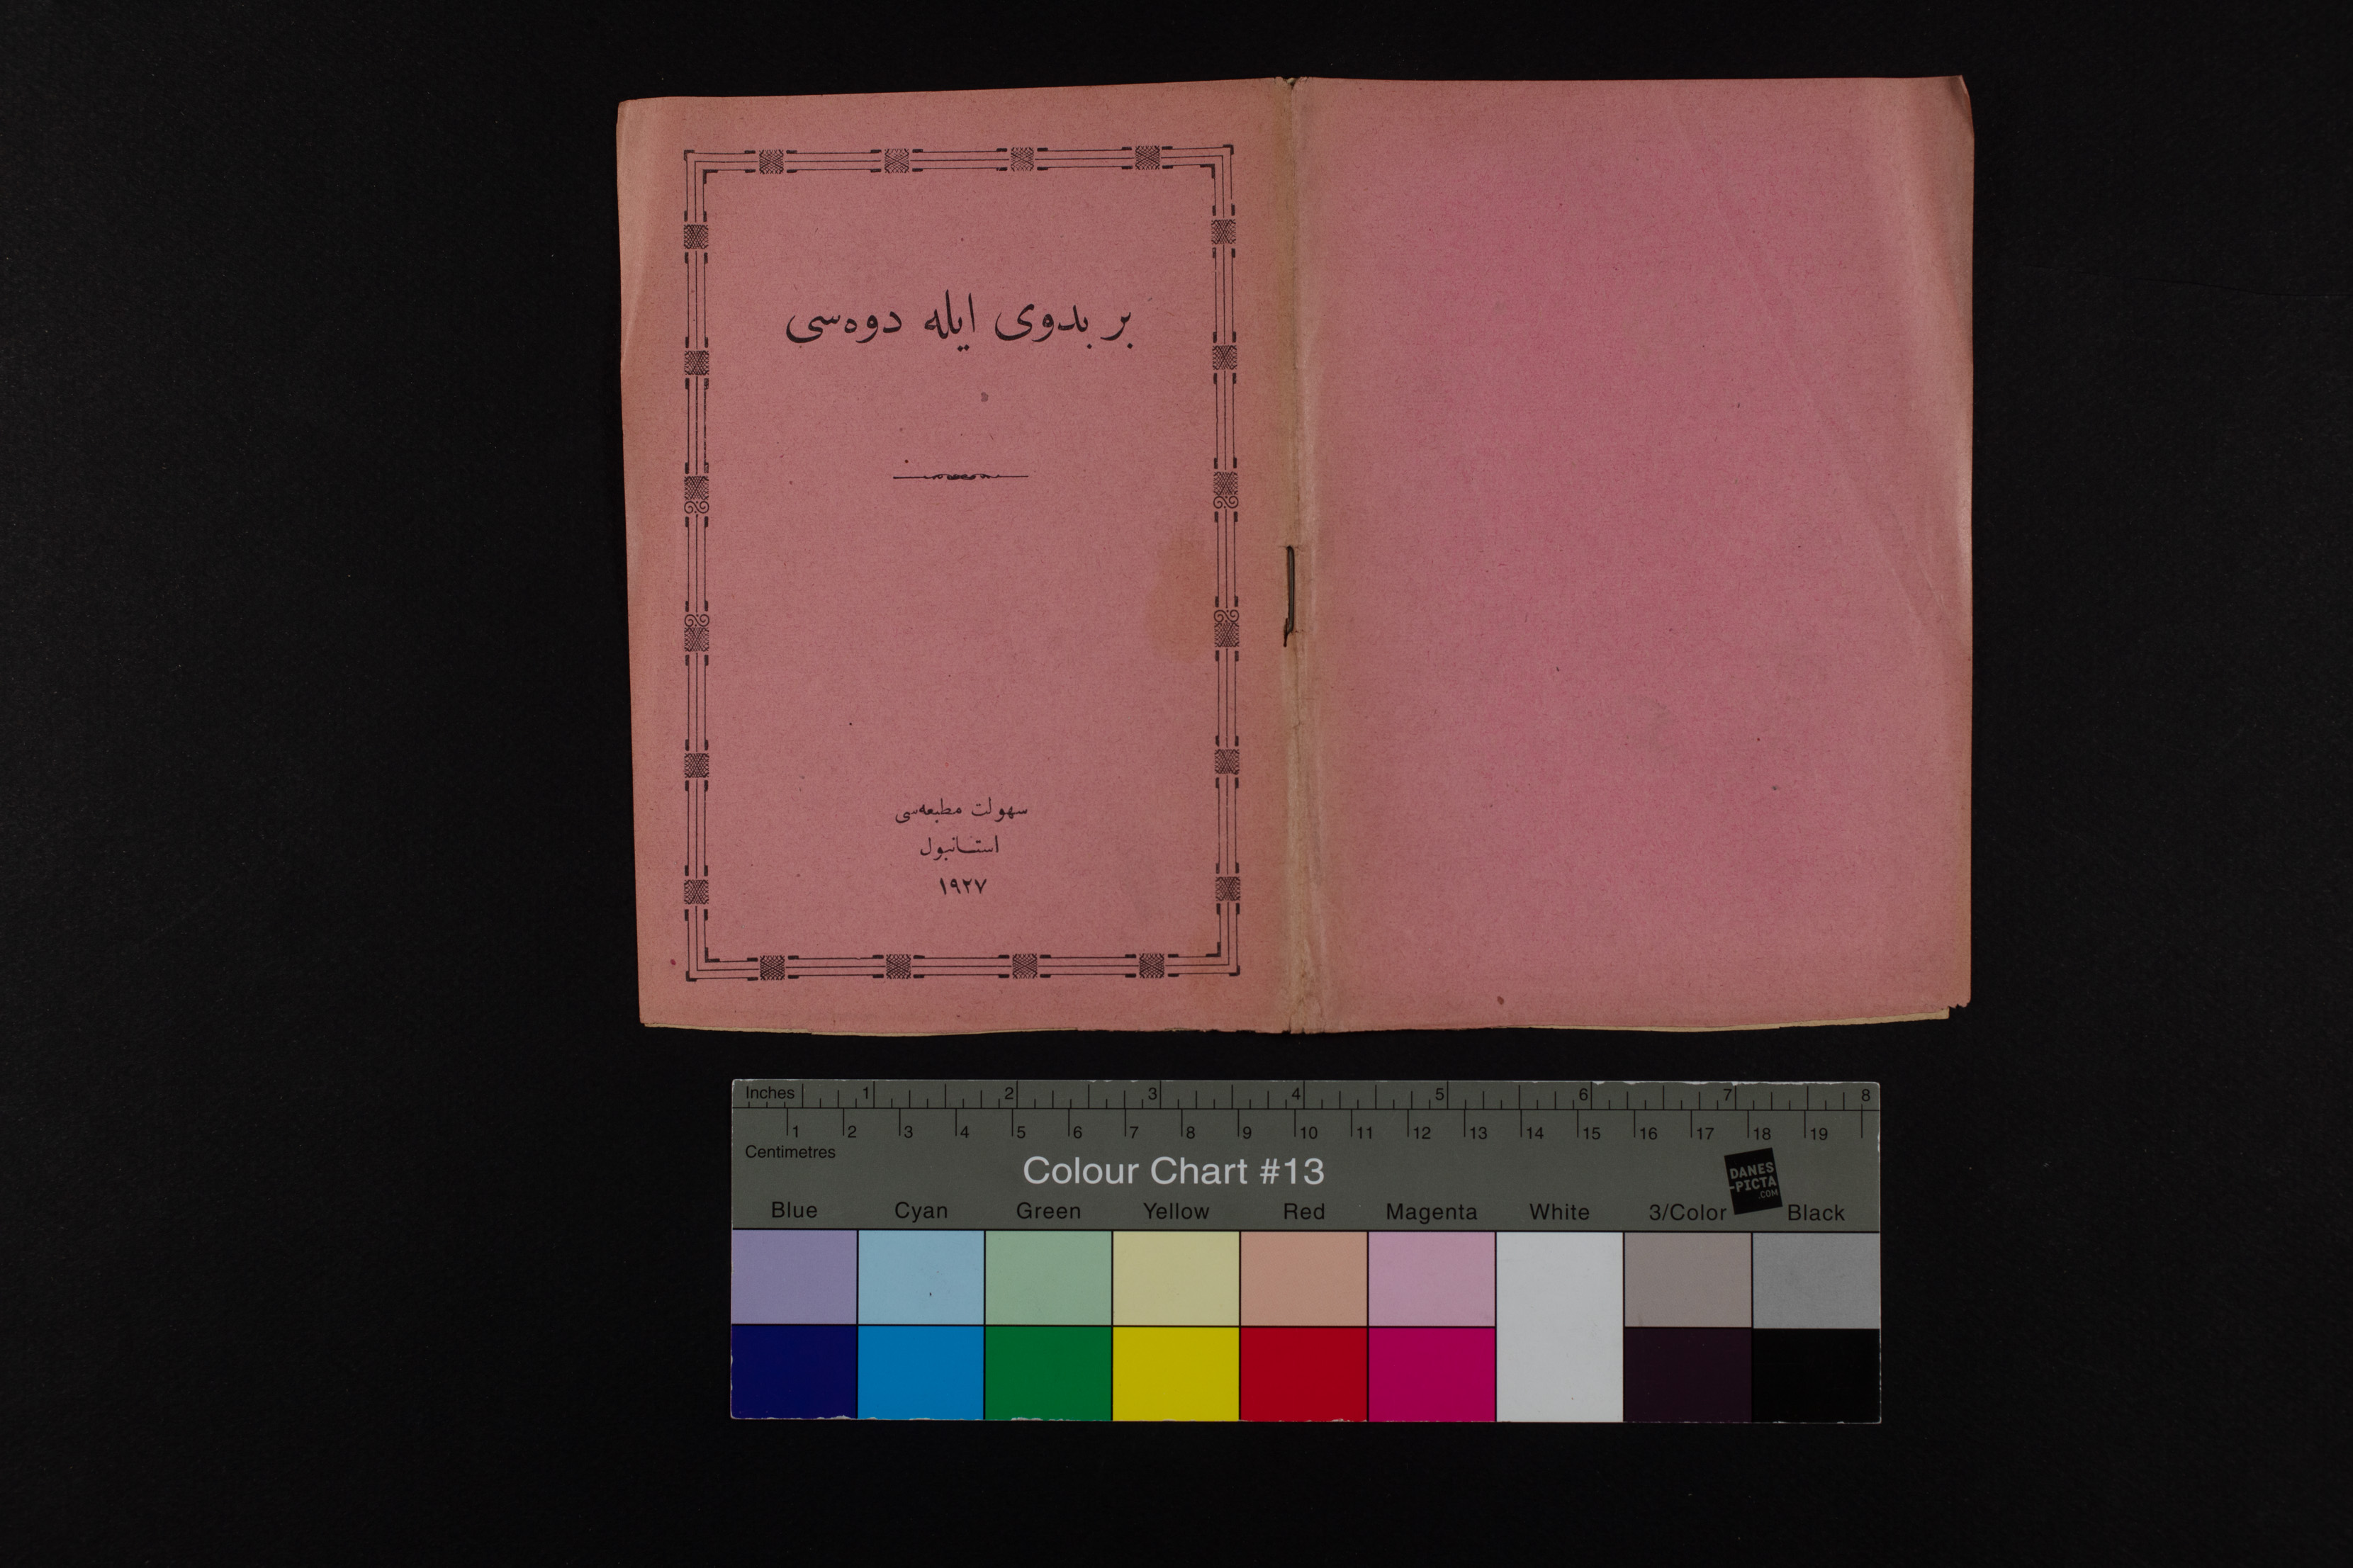 بر بدوی ایله دوه‌سی
سهولت مطبعه‌سی
استانبول
١٩٢٧
Inches 1 2 3 4 5 6 7 8
1 2 3 4 5 6 7 8 9 10 11 12 13 14 15 16 17 18 19
Centimetres
Colour Chart #13
DANES
-PICTA
.COM
Blue Cyan Green Yellow Red Magenta White 3/Color Black